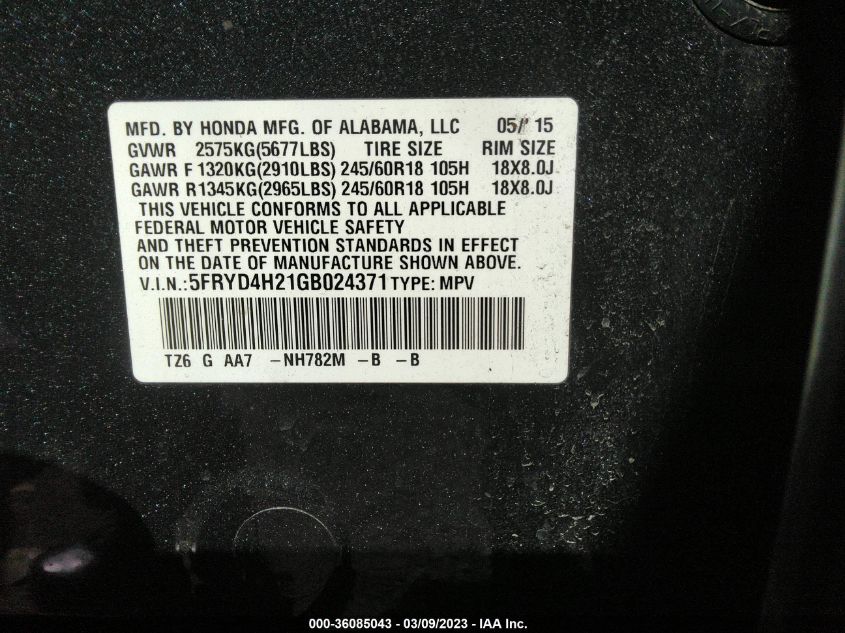 MFD. BY HONDA MFG. OF ALABAMA, LLC 05/ 15
GVWR 2575KG(5677LBS) TIRE SIZE RIM SIZE
GAWR F 1320KG(2910LBS) 245/60R18 105H 18X8.0J
GAWR R1345KG(2965LBS) 245/60R18 105H 18X8.0J
THIS VEHICLE CONFORMS TO ALL APPLICABLE
FEDERAL MOTOR VEHICLE SAFETY
AND THEFT PREVENTION STANDARDS IN EFFECT
ON THE DATE OF MANUFACTURE SHOWN ABOVE.
V.I.N.:5FRYD4H21GB024371 TYPE: MPV
TZ6 G AA7 -NH782M -B -B
000-36085043 - 03/09/2023 - IAA Inc.